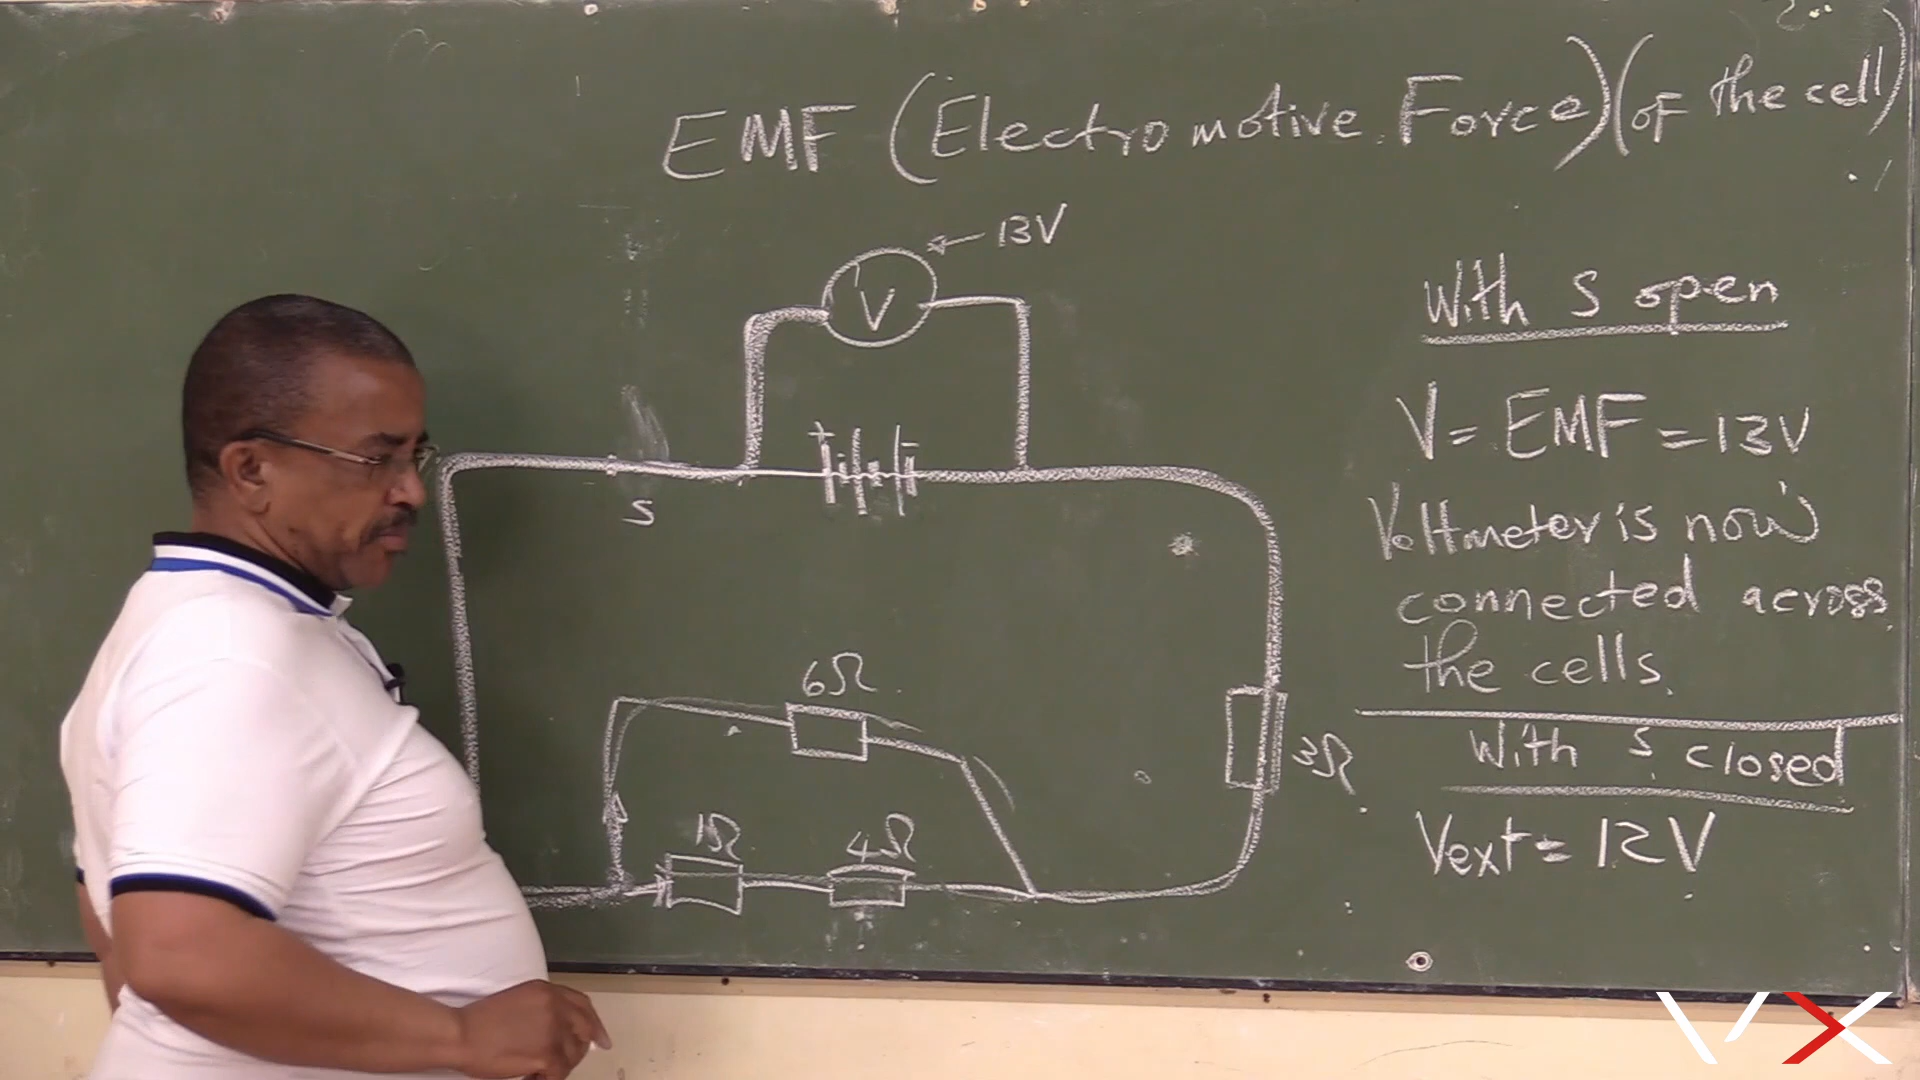 EMF (Electromotive Force) (of the cell)
13V
V
+ -
S
6Ω
1Ω
4Ω
3Ω
With S open
V = EMF = 13V
Voltmeter is now
connected across
the cells.
With S closed
Vext = 12V
VX